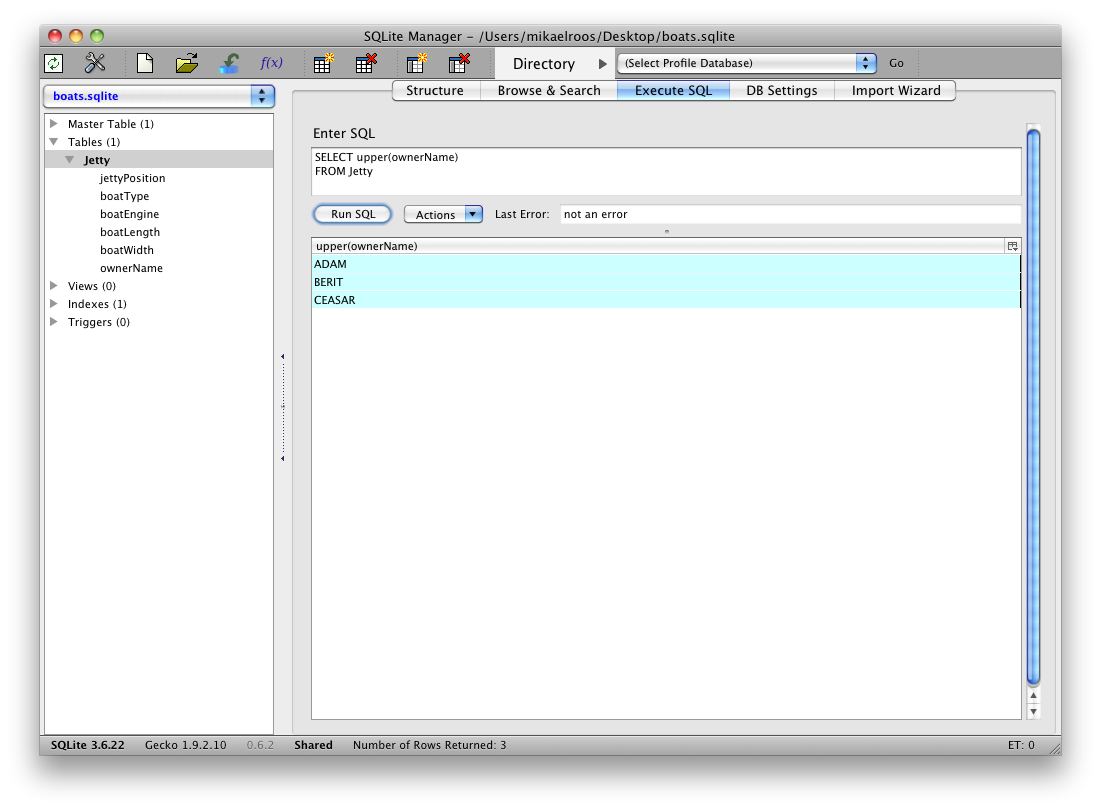 SQLite Manager – /Users/mikaelroos/Desktop/boats.sqlite
f(x) Directory (Select Profile Database) Go
boats.sqlite
Structure Browse & Search Execute SQL DB Settings Import Wizard
Master Table (1)
Tables (1)
Jetty
jettyPosition
boatType
boatEngine
boatLength
boatWidth
ownerName
Views (0)
Indexes (1)
Triggers (0)
Enter SQL
SELECT upper(ownerName)
FROM Jetty
Run SQL Actions Last Error: not an error
upper(ownerName)
ADAM
BERIT
CEASAR
SQLite 3.6.22 Gecko 1.9.2.10 0.6.2 Shared Number of Rows Returned: 3 ET: 0